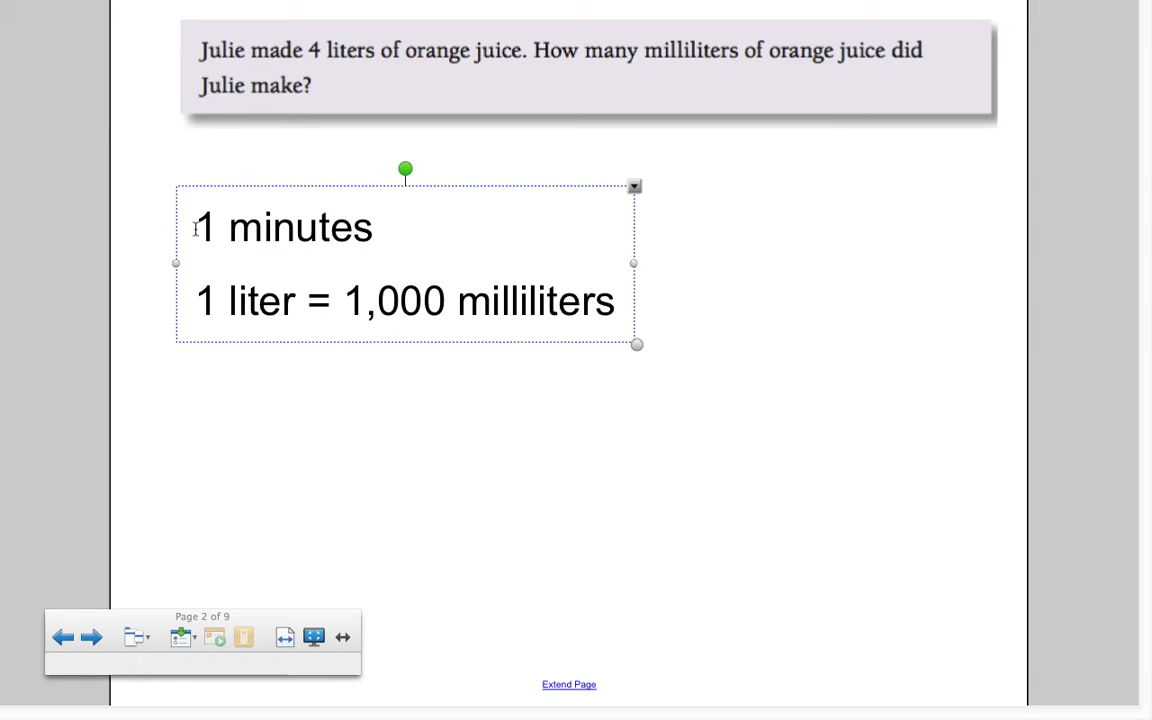 Julie made 4 liters of orange juice. How many milliliters of orange juice did
Julie make?
1 minutes
1 liter = 1,000 milliliters
Page 2 of 9
Extend Page